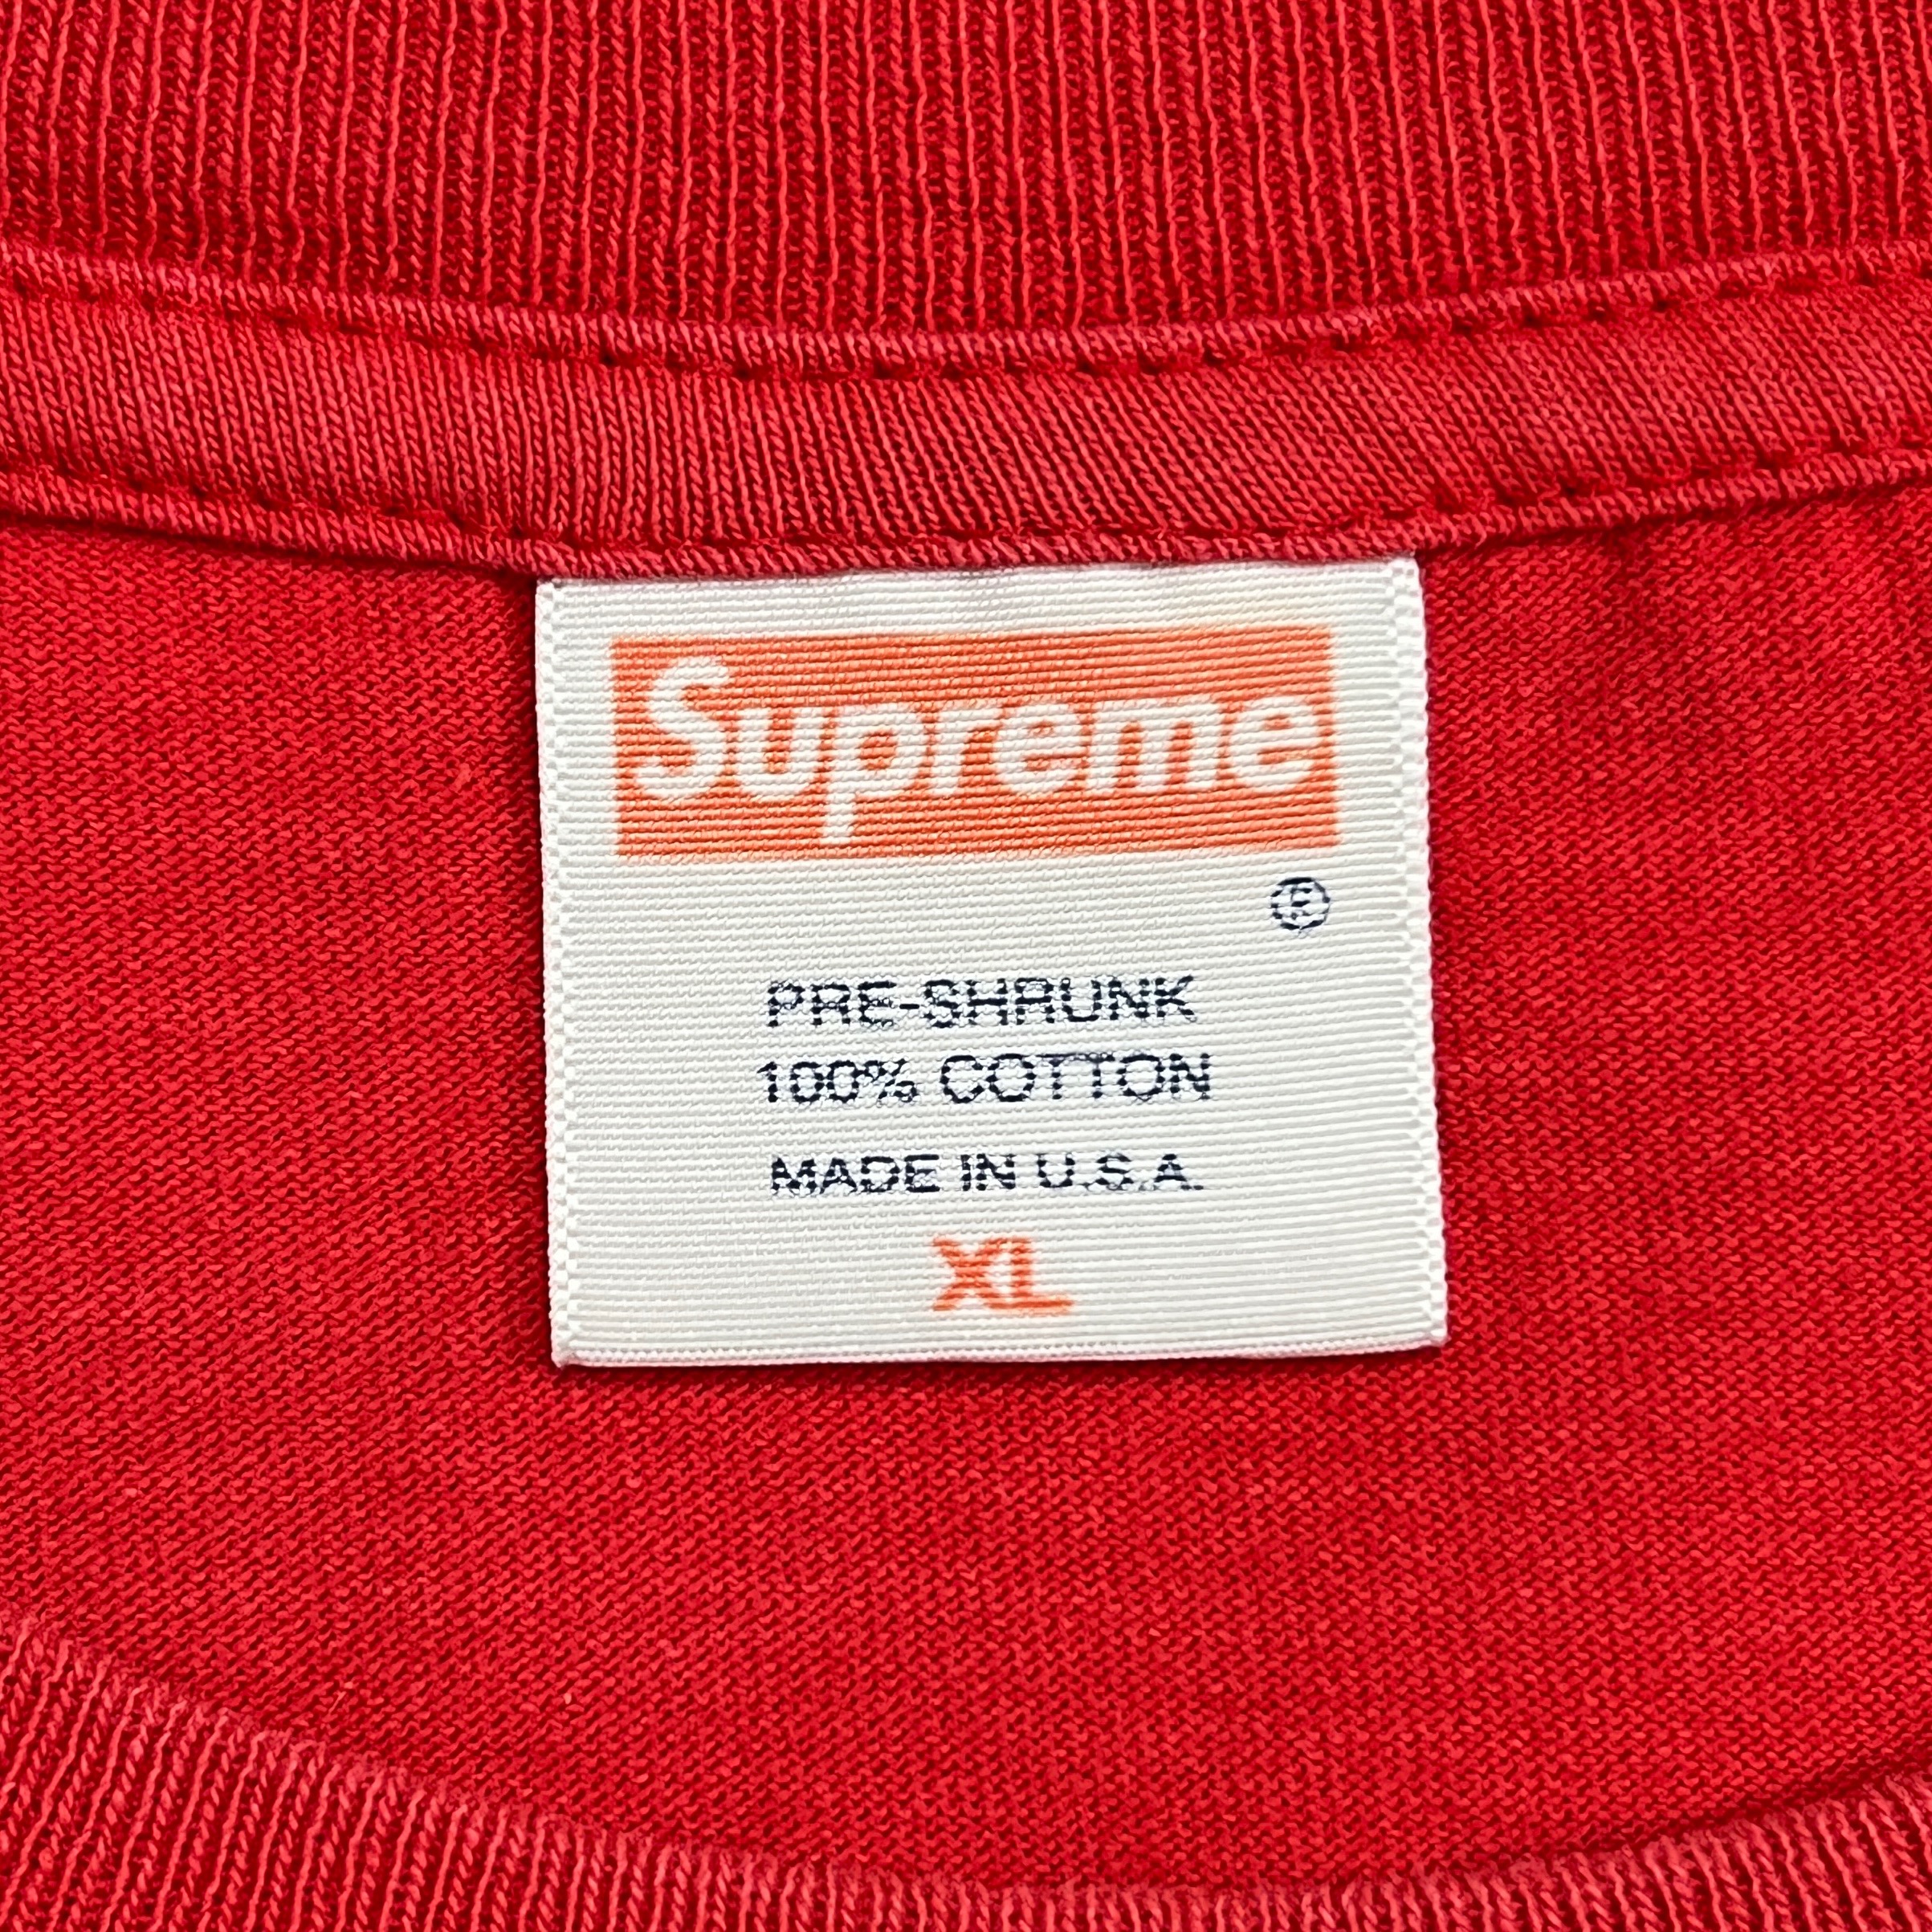 Supreme
®
PRE-SHRUNK
100% COTTON
MADE IN U.S.A.
XL